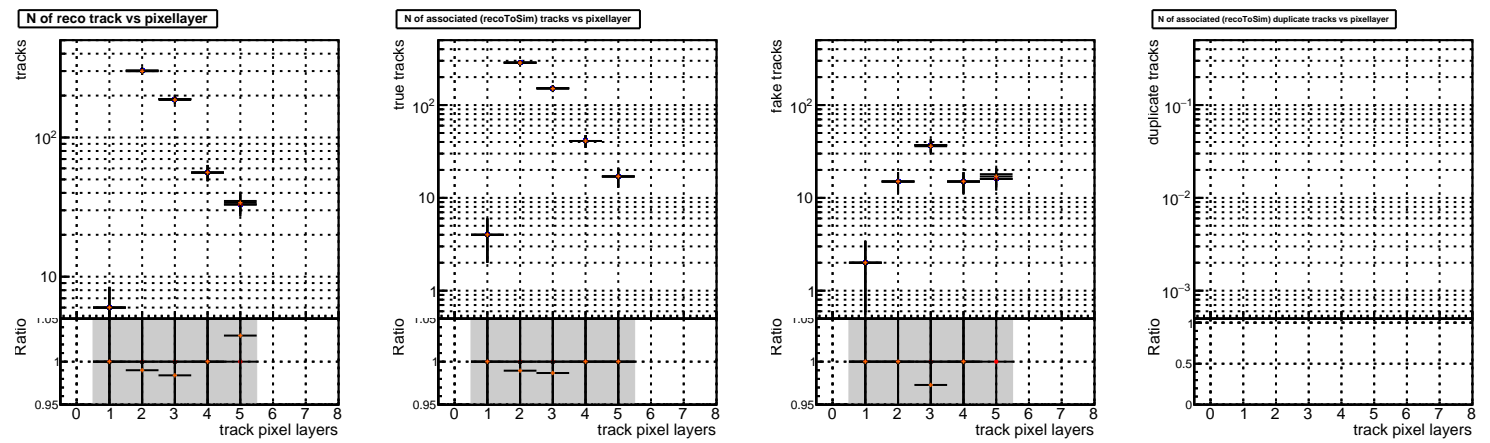 N of reco track vs pixellayer
tracks
10²
10
Ratio
1.05
1
0.95
0 1 2 3 4 5 6 7 8
track pixel layers
N of associated (recoToSim) tracks vs pixellayer
true tracks
10²
10
1
Ratio
1.05
1
0.95
0 1 2 3 4 5 6 7 8
track pixel layers
fake tracks
10²
10
1
Ratio
1.05
1
0.95
0 1 2 3 4 5 6 7 8
track pixel layers
N of associated (recoToSim) duplicate tracks vs pixellayer
duplicate tracks
10⁻¹
10⁻²
10⁻³
Ratio
1
0.5
0
0 1 2 3 4 5 6 7 8
track pixel layers